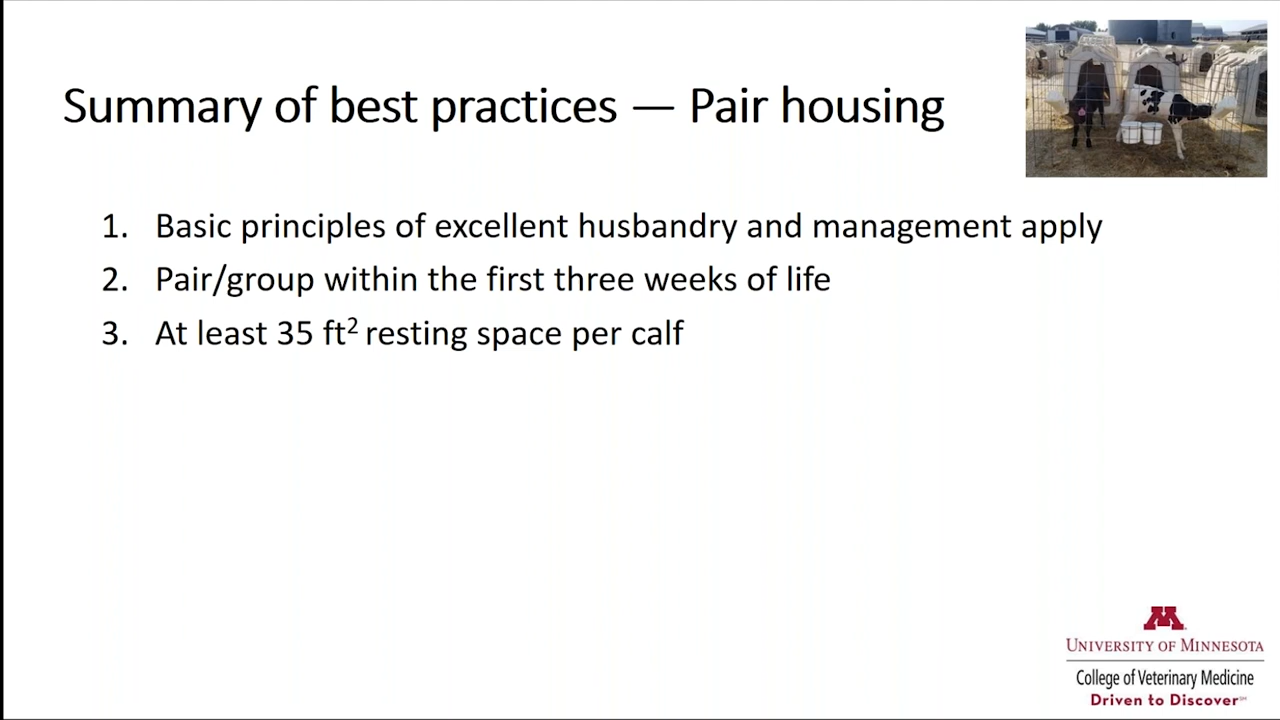 Summary of best practices — Pair housing
1. Basic principles of excellent husbandry and management apply
2. Pair/group within the first three weeks of life
3. At least 35 ft² resting space per calf
M
UNIVERSITY OF MINNESOTA
College of Veterinary Medicine
Driven to Discover℠